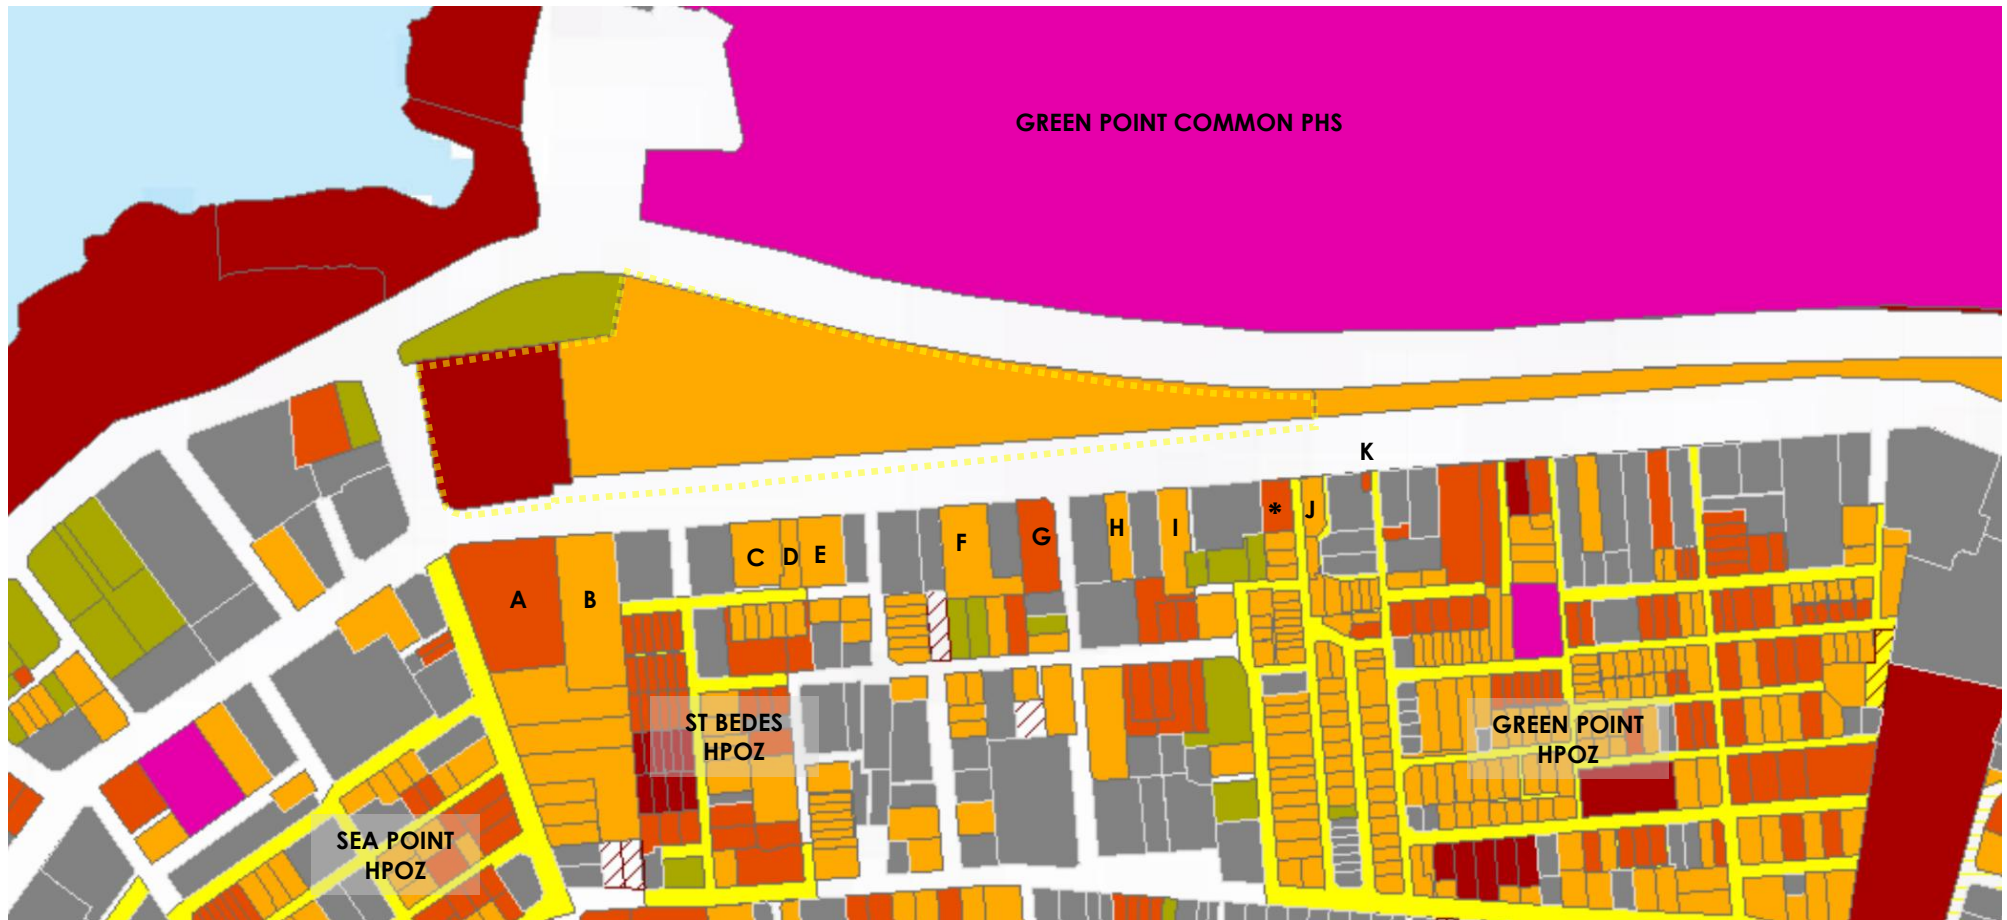 GREEN POINT COMMON PHS
K
A
B
C
D
E
F
G
H
I
*
J
ST BEDES
HPOZ
GREEN POINT
HPOZ
SEA POINT
HPOZ